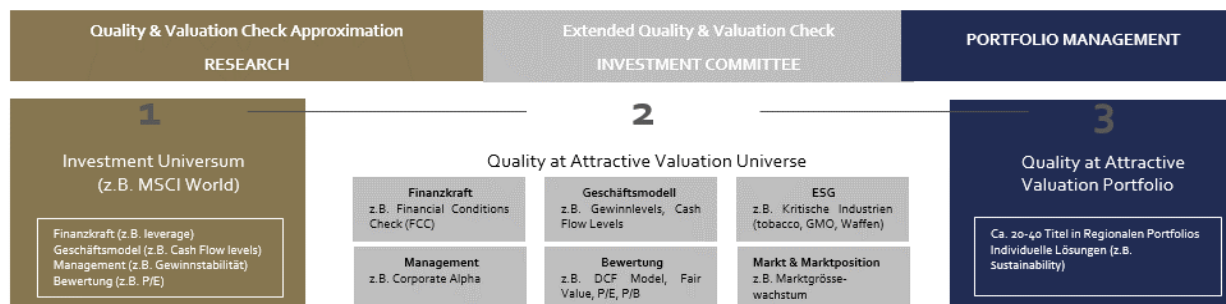 Quality & Valuation Check Approximation
RESEARCH
Extended Quality & Valuation Check
INVESTMENT COMMITTEE
PORTFOLIO MANAGEMENT
1
Investment Universum
(z.B. MSCI World)
Finanzkraft (z.B. leverage)
Geschäftsmodel (z.B. Cash Flow levels)
Management (z.B. Gewinnstabilität)
Bewertung (z.B. P/E)
2
Quality at Attractive Valuation Universe
Finanzkraft
z.B. Financial Conditions
Check (FCC)
Geschäftsmodell
z.B. Gewinnlevels, Cash
Flow Levels
ESG
z.B. Kritische Industrien
(tobacco, GMO, Waffen)
Management
z.B. Corporate Alpha
Bewertung
z.B. DCF Model, Fair
Value, P/E, P/B
Markt & Marktposition
z.B. Marktgrösse-
wachstum
3
Quality at Attractive
Valuation Portfolio
Ca. 20-40 Titel in Regionalen Portfolios
Individuelle Lösungen (z.B.
Sustainability)